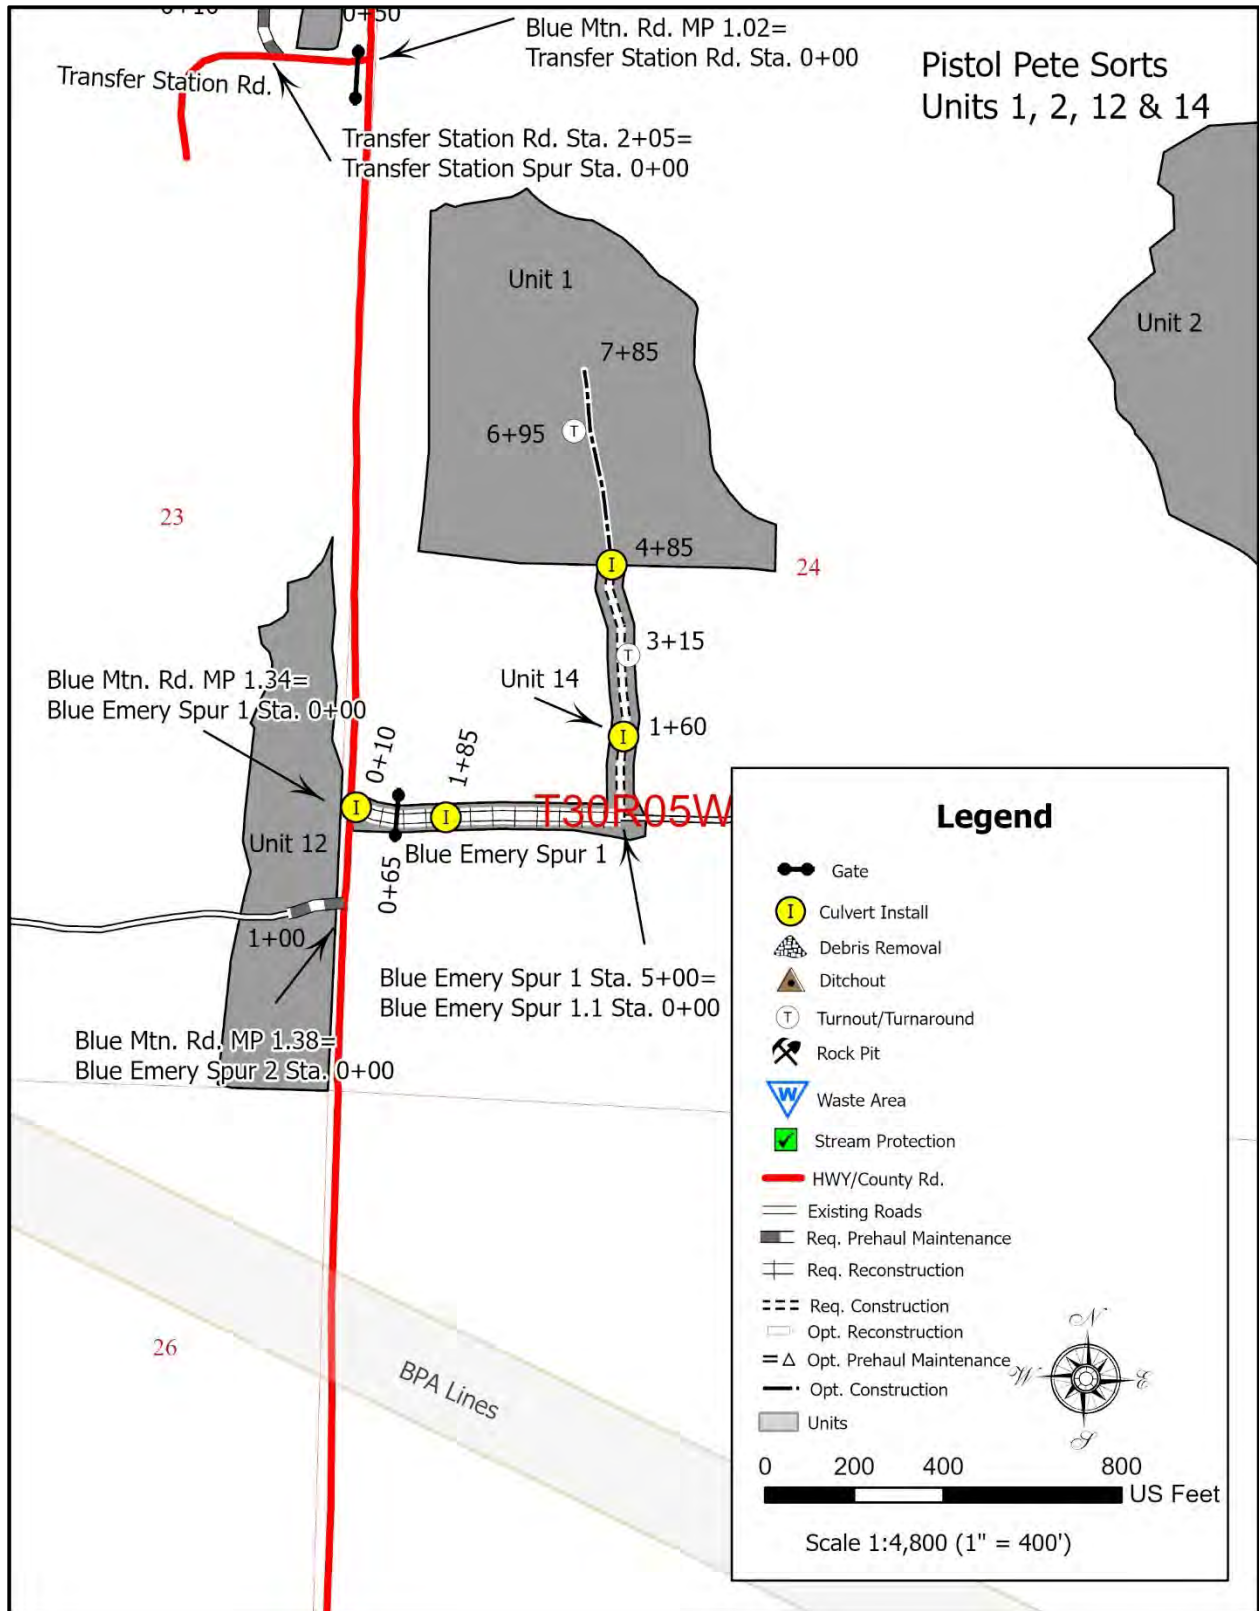 0+50
Blue Mtn. Rd. MP 1.02=
Transfer Station Rd. Sta. 0+00
Pistol Pete Sorts
Units 1, 2, 12 & 14
Transfer Station Rd.
Transfer Station Rd. Sta. 2+05=
Transfer Station Spur Sta. 0+00
Unit 1
Unit 2
7+85
6+95
23
4+85
24
3+15
Unit 14
1+60
Blue Mtn. Rd. MP 1.34=
Blue Emery Spur 1 Sta. 0+00
0+10
1+85
T30R05W
Unit 12
0+65
Blue Emery Spur 1
1+00
Blue Emery Spur 1 Sta. 5+00=
Blue Emery Spur 1.1 Sta. 0+00
Blue Mtn. Rd. MP 1.38=
Blue Emery Spur 2 Sta. 0+00
26
BPA Lines
Legend
Gate
I Culvert Install
Debris Removal
Ditchout
T Turnout/Turnaround
Rock Pit
W Waste Area
Stream Protection
HWY/County Rd.
Existing Roads
Req. Prehaul Maintenance
Req. Reconstruction
Req. Construction
Opt. Reconstruction
Opt. Prehaul Maintenance
Opt. Construction
Units
N
W E
S
0 200 400 800
US Feet
Scale 1:4,800 (1" = 400')